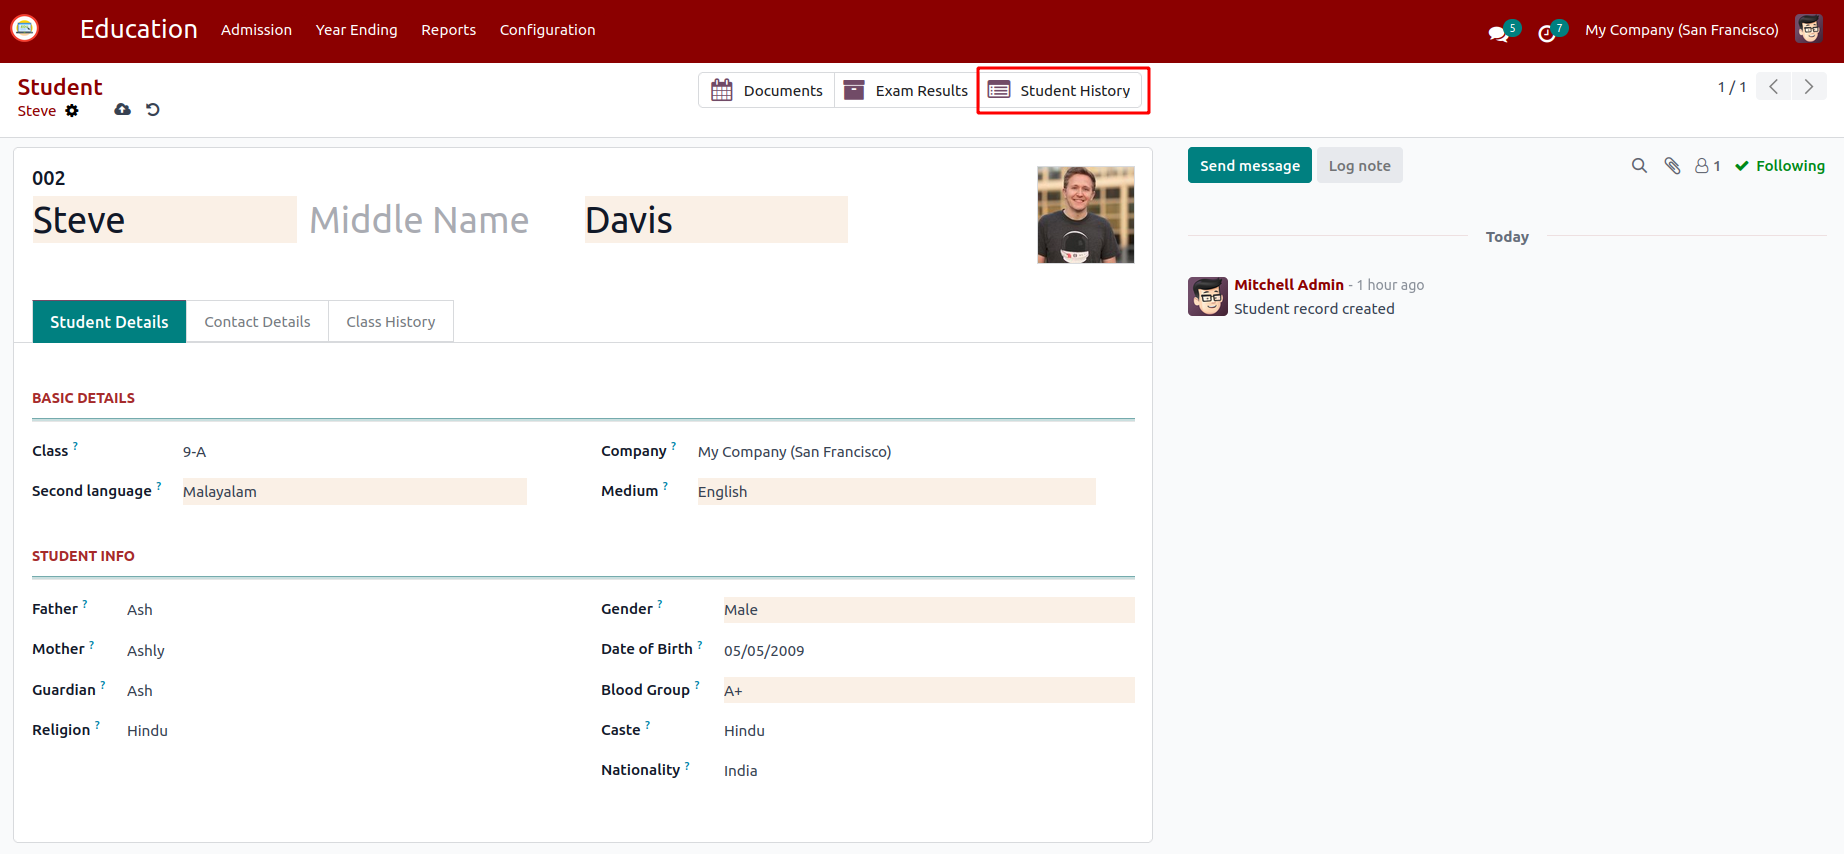 Education Admission Year Ending Reports Configuration 5 7 My Company (San Francisco)
Student
Steve
Documents Exam Results Student History
1 / 1
002
Steve Middle Name Davis
Student Details Contact Details Class History
BASIC DETAILS
Class ? 9-A
Company ? My Company (San Francisco)
Second language ? Malayalam
Medium ? English
STUDENT INFO
Father ? Ash
Gender ? Male
Mother ? Ashly
Date of Birth ? 05/05/2009
Guardian ? Ash
Blood Group ? A+
Religion ? Hindu
Caste ? Hindu
Nationality ? India
Send message Log note 1 Following
Today
Mitchell Admin - 1 hour ago
Student record created